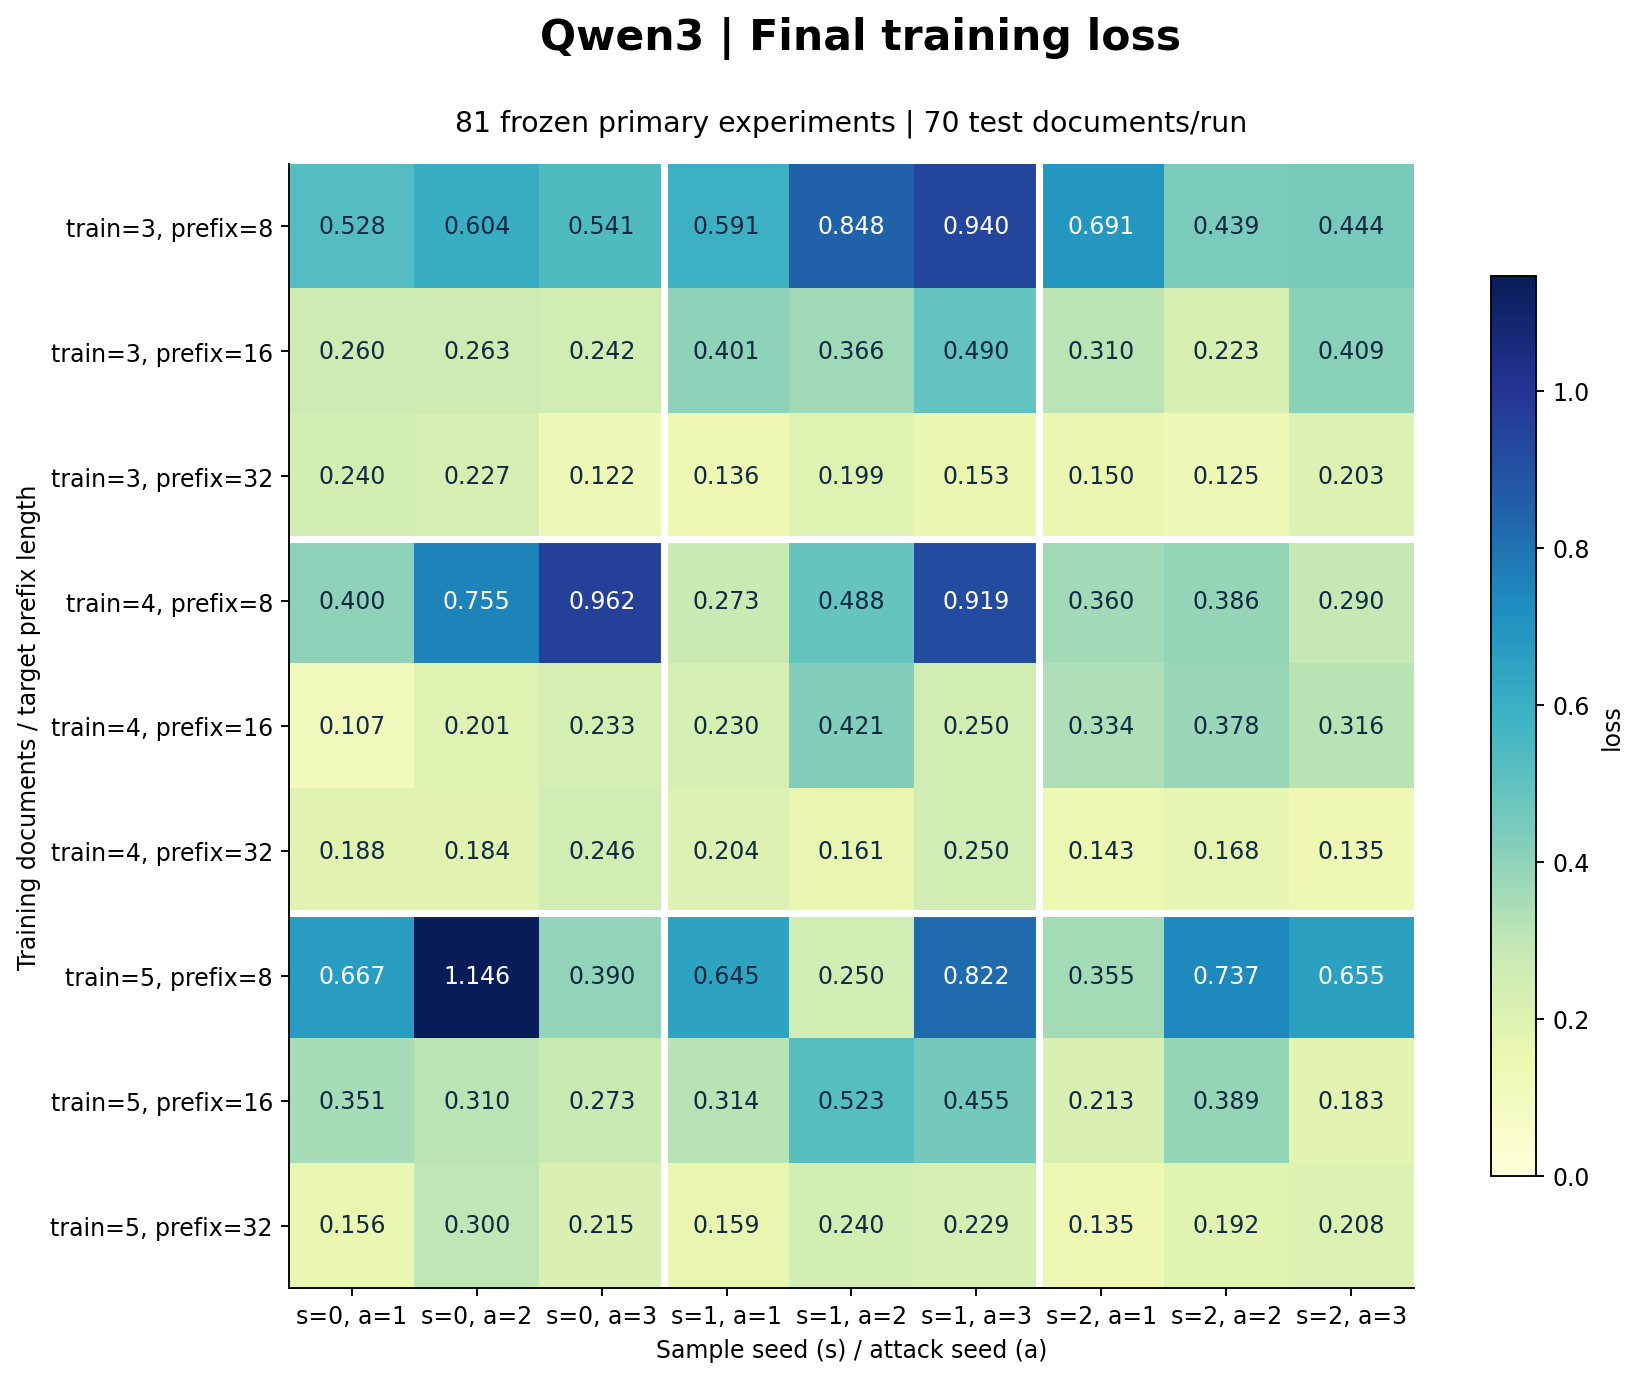 Qwen3 | Final training loss
81 frozen primary experiments | 70 test documents/run
Training documents / target prefix length
train=3, prefix=8 0.528 0.604 0.541 0.591 0.848 0.940 0.691 0.439 0.444
train=3, prefix=16 0.260 0.263 0.242 0.401 0.366 0.490 0.310 0.223 0.409
train=3, prefix=32 0.240 0.227 0.122 0.136 0.199 0.153 0.150 0.125 0.203
train=4, prefix=8 0.400 0.755 0.962 0.273 0.488 0.919 0.360 0.386 0.290
train=4, prefix=16 0.107 0.201 0.233 0.230 0.421 0.250 0.334 0.378 0.316
train=4, prefix=32 0.188 0.184 0.246 0.204 0.161 0.250 0.143 0.168 0.135
train=5, prefix=8 0.667 1.146 0.390 0.645 0.250 0.822 0.355 0.737 0.655
train=5, prefix=16 0.351 0.310 0.273 0.314 0.523 0.455 0.213 0.389 0.183
train=5, prefix=32 0.156 0.300 0.215 0.159 0.240 0.229 0.135 0.192 0.208
s=0, a=1 s=0, a=2 s=0, a=3 s=1, a=1 s=1, a=2 s=1, a=3 s=2, a=1 s=2, a=2 s=2, a=3
Sample seed (s) / attack seed (a)
1.0
0.8
0.6
0.4
0.2
0.0
loss